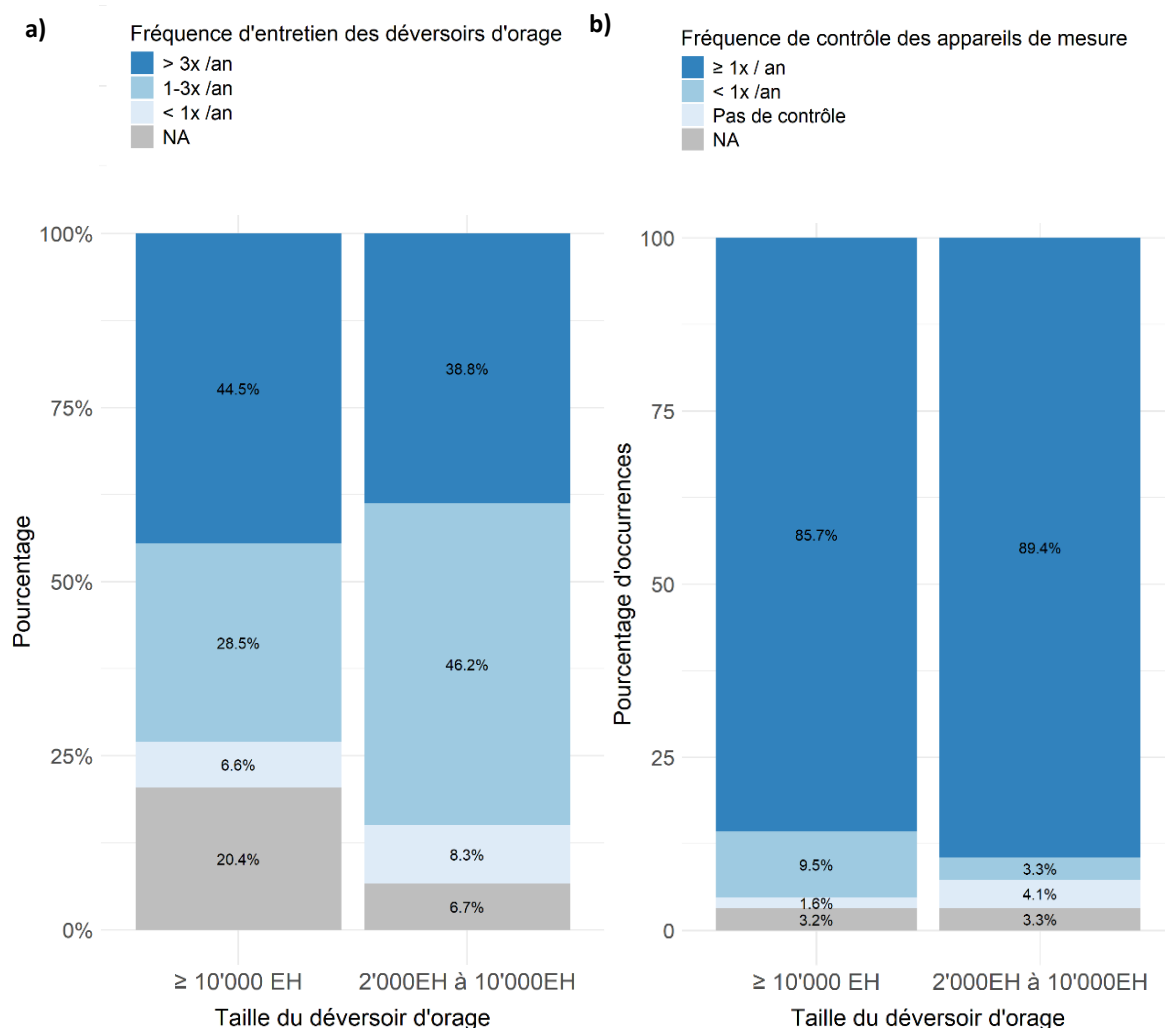 a)
Fréquence d'entretien des déversoirs d'orage
> 3x /an
1-3x /an
< 1x /an
NA
Pourcentage
100%
75%
50%
25%
0%
44.5%
28.5%
6.6%
20.4%
38.8%
46.2%
8.3%
6.7%
≥ 10'000 EH
2'000EH à 10'000EH
Taille du déversoir d'orage
b)
Fréquence de contrôle des appareils de mesure
≥ 1x / an
< 1x /an
Pas de contrôle
NA
Pourcentage d'occurrences
100
75
50
25
0
85.7%
9.5%
1.6%
3.2%
89.4%
3.3%
4.1%
3.3%
≥ 10'000 EH
2'000EH à 10'000EH
Taille du déversoir d'orage